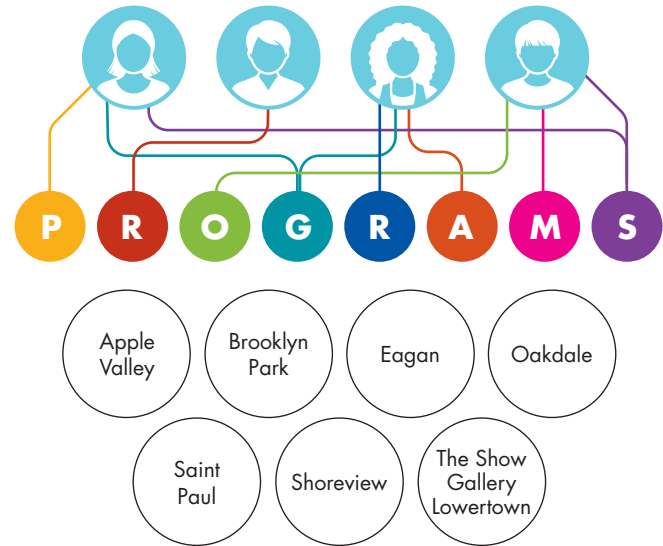 P R O G R A M S
Apple
Valley
Brooklyn
Park
Eagan
Oakdale
Saint
Paul
Shoreview
The Show
Gallery
Lowertown